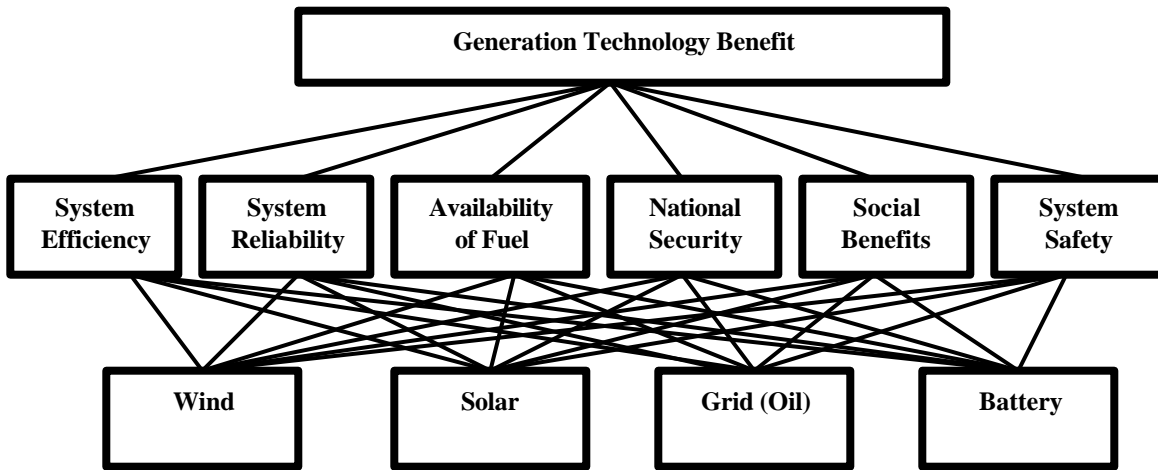 Generation Technology Benefit
System
Efficiency
System
Reliability
Availability
of Fuel
National
Security
Social
Benefits
System
Safety
Wind
Solar
Grid (Oil)
Battery